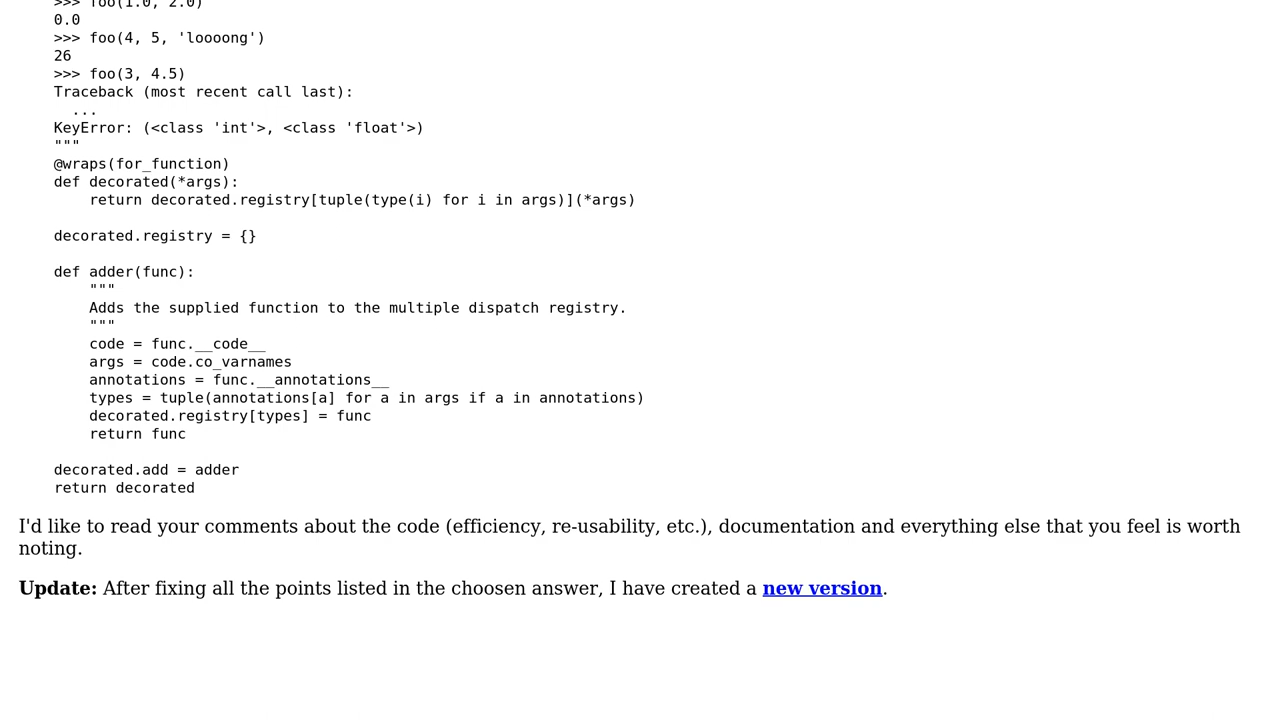 >>> foo(1.0, 2.0)
0.0
>>> foo(4, 5, 'loooong')
26
>>> foo(3, 4.5)
Traceback (most recent call last):
  ...
KeyError: (<class 'int'>, <class 'float'>)
"""
@wraps(for_function)
def decorated(*args):
    return decorated.registry[tuple(type(i) for i in args)](*args)

decorated.registry = {}

def adder(func):
    """
    Adds the supplied function to the multiple dispatch registry.
    """
    code = func.__code__
    args = code.co_varnames
    annotations = func.__annotations__
    types = tuple(annotations[a] for a in args if a in annotations)
    decorated.registry[types] = func
    return func

decorated.add = adder
return decorated
I'd like to read your comments about the code (efficiency, re-usability, etc.), documentation and everything else that you feel is worth
noting.
Update: After fixing all the points listed in the choosen answer, I have created a new version.